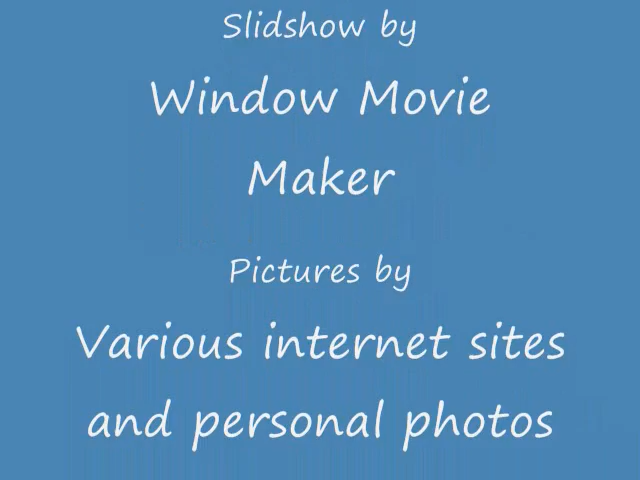 Slidshow by
Window Movie
Maker
Pictures by
Various internet sites
and personal photos